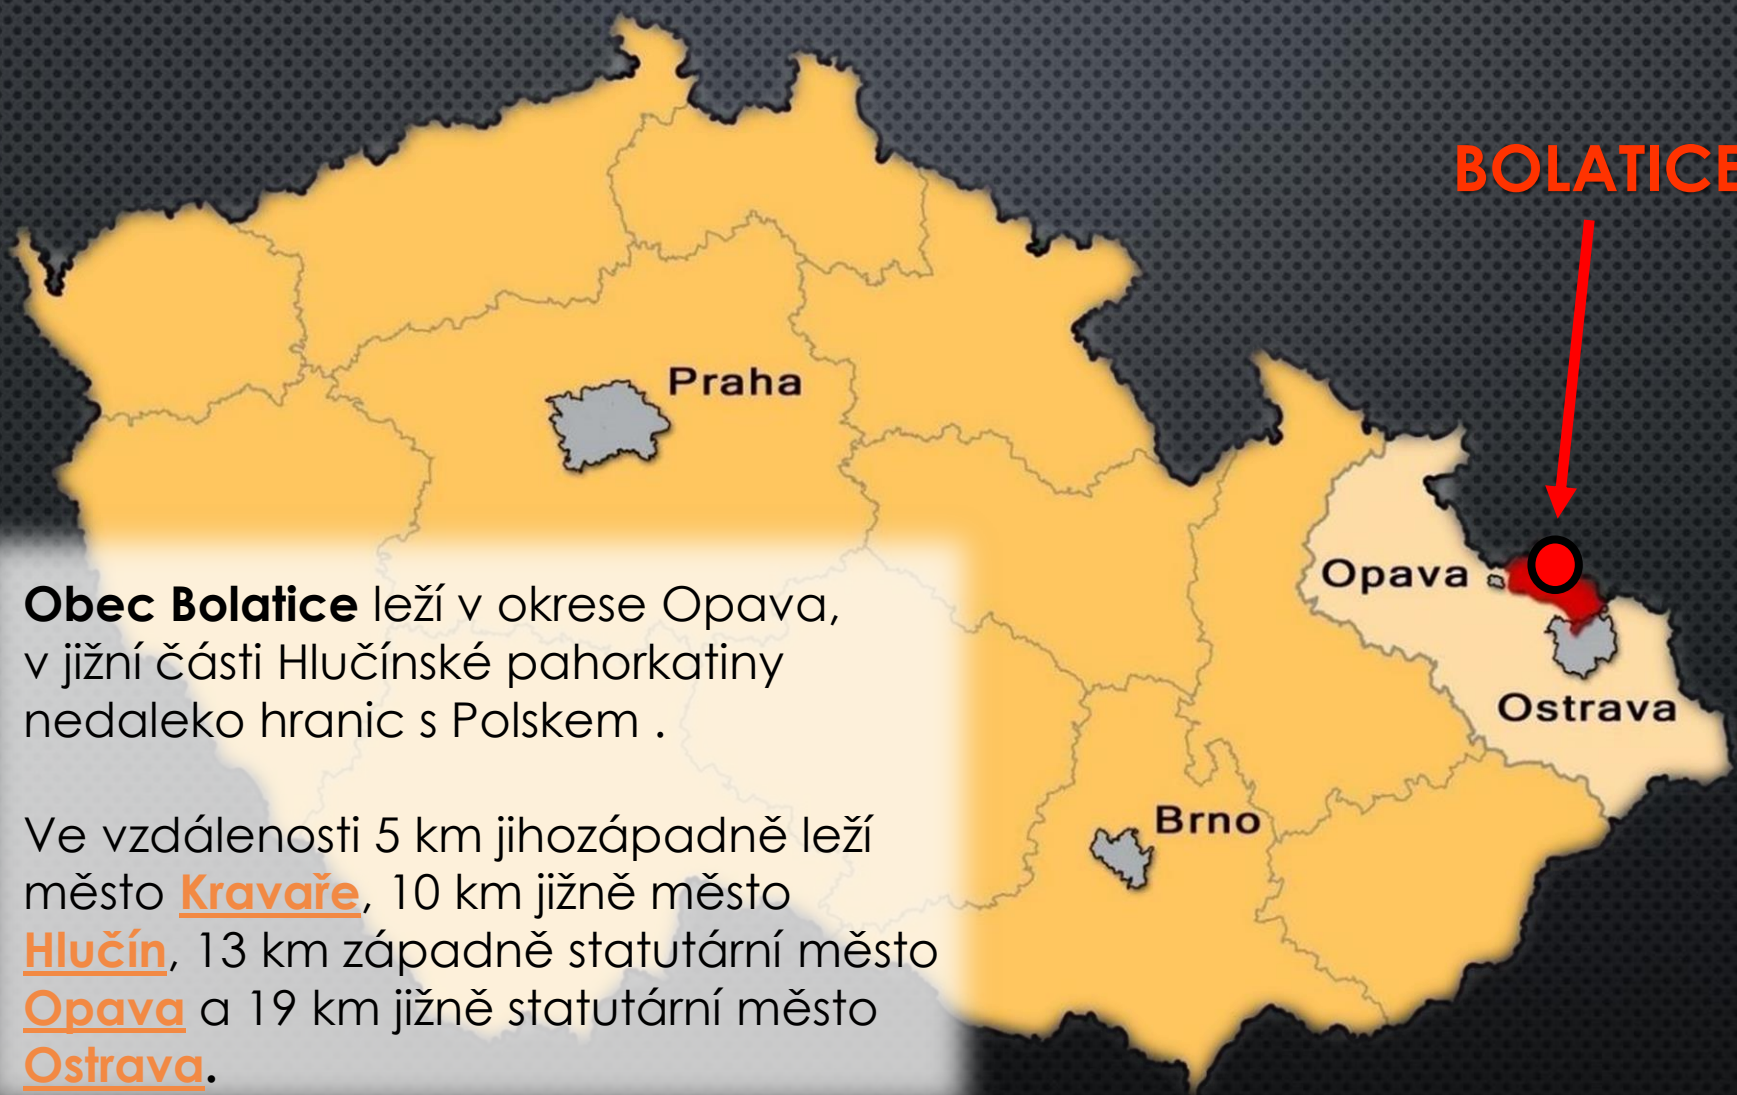 BOLATICE
Praha
Opava
Ostrava
Brno
Obec Bolatice leží v okrese Opava,
v jižní části Hlučínské pahorkatiny
nedaleko hranic s Polskem .
Ve vzdálenosti 5 km jihozápadně leží
město Kravaře, 10 km jižně město
Hlučín, 13 km západně statutární město
Opava a 19 km jižně statutární město
Ostrava.